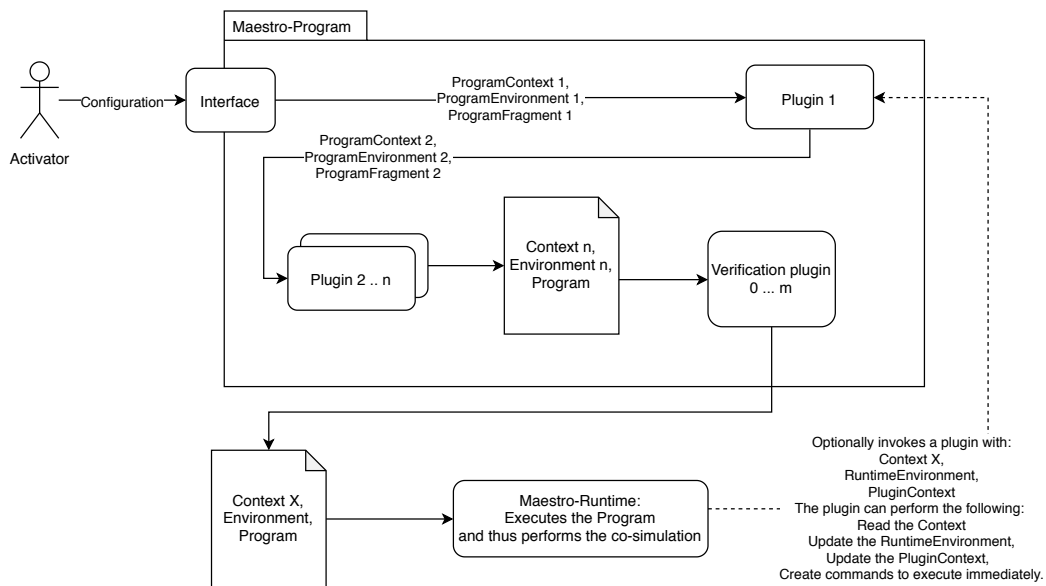 Maestro-Program
Activator
Configuration
Interface
ProgramContext 1,
ProgramEnvironment 1,
ProgramFragment 1
Plugin 1
ProgramContext 2,
ProgramEnvironment 2,
ProgramFragment 2
Plugin 2 .. n
Context n,
Environment n,
Program
Verification plugin
0 ... m
Context X,
Environment,
Program
Maestro-Runtime:
Executes the Program
and thus performs the co-simulation
Optionally invokes a plugin with:
Context X,
RuntimeEnvironment,
PluginContext
The plugin can perform the following:
Read the Context
Update the RuntimeEnvironment,
Update the PluginContext,
Create commands to execute immediately.